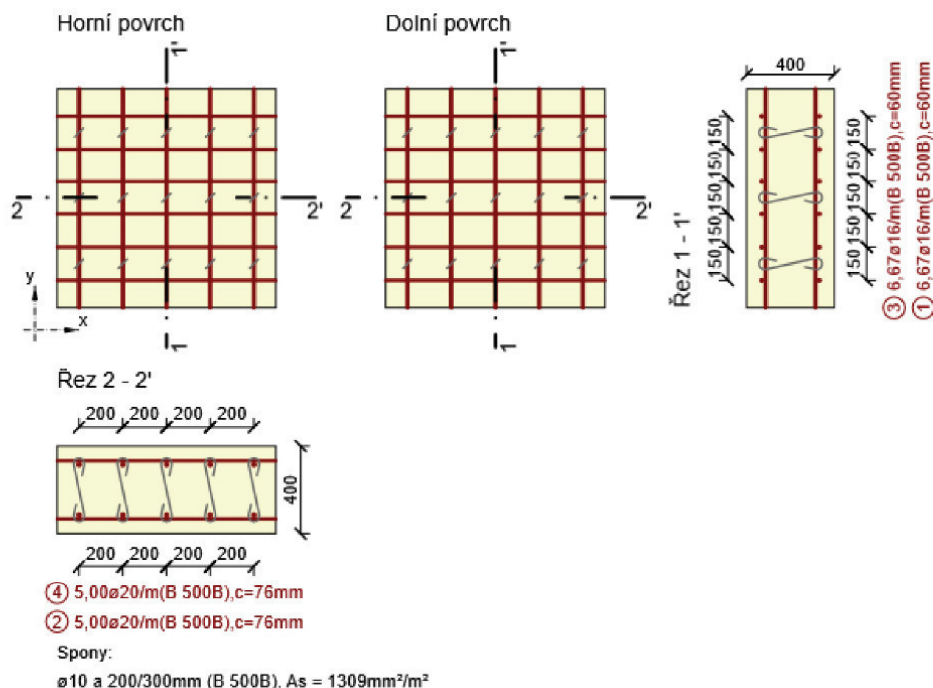 Horní povrch
Dolní povrch
1'
1'
400
2
2'
2
2'
y
x
1
1
150 150 150 150 150
150 150 150 150 150
Řez 1 - 1'
③ 6,67ø16/m(B 500B),c=60mm
① 6,67ø16/m(B 500B),c=60mm
Řez 2 - 2'
200 200 200 200
400
200 200 200 200
④ 5,00ø20/m(B 500B),c=76mm
② 5,00ø20/m(B 500B),c=76mm
Spony:
ø10 a 200/300mm (B 500B), As = 1309mm²/m²